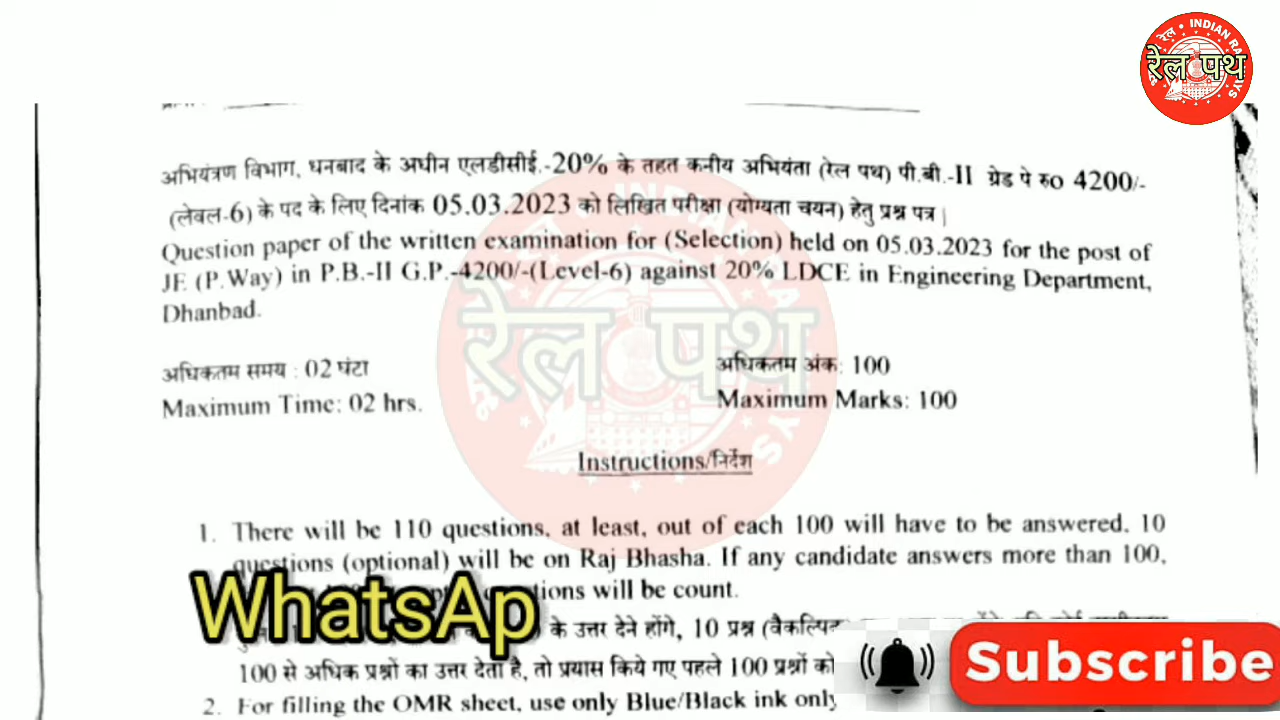 INDIAN RA
रेल पथ
अभियंत्रण विभाग, धनबाद के अधीन एलडीसीई.-20% के तहत कनीय अभियंता (रेल पथ) पी.बी.-II ग्रेड पे रु0 4200/-
(लेवल-6) के पद के लिए दिनांक 05.03.2023 को लिखित परीक्षा (योग्यता चयन) हेतु प्रश्न पत्र |
Question paper of the written examination for (Selection) held on 05.03.2023 for the post of
JE (P.Way) in P.B.-II G.P.-4200/-(Level-6) against 20% LDCE in Engineering Department,
Dhanbad.
रेल पथ
अधिकतम समय : 02 घंटा अधिकतम अंक: 100
Maximum Time: 02 hrs. Maximum Marks: 100
Instructions/निर्देश
1. There will be 110 questions, at least, out of each 100 will have to be answered. 10
questions (optional) will be on Raj Bhasha. If any candidate answers more than 100,
questions will be count.
WhatsAp
के उत्तर देने होंगे, 10 प्रश्न
100 से अधिक प्रश्नों का उत्तर देता है, तो प्रयास किये गए पहले 100 प्रश्नों को
Subscribe
2. For filling the OMR sheet, use only Blue/Black ink only